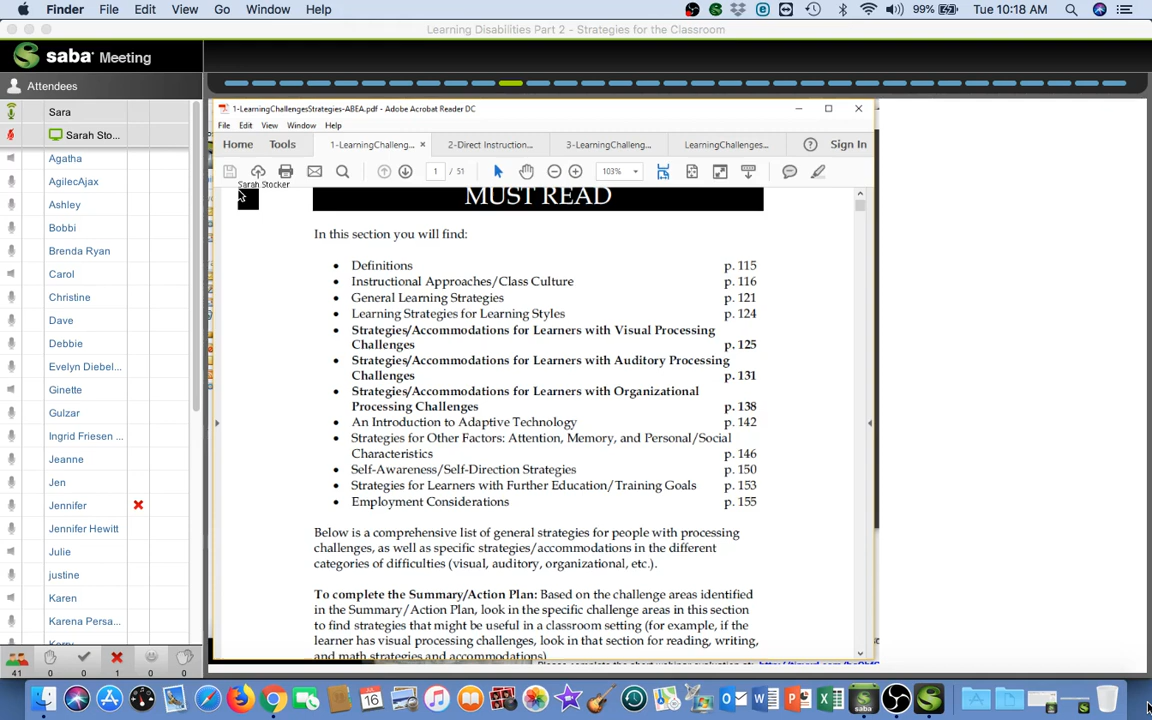 Finder File Edit View Go Window Help 99% Tue 10:18 AM
Learning Disabilities Part 2 - Strategies for the Classroom
saba Meeting
Attendees
Sara
Sarah Sto...
Agatha
AgilecAjax
Ashley
Bobbi
Brenda Ryan
Carol
Christine
Dave
Debbie
Evelyn Diebel...
Ginette
Gulzar
Ingrid Friesen ...
Jeanne
Jen
Jennifer
Jennifer Hewitt
Julie
justine
Karen
Karena Persa...
0 0 1 0 0
1-LearningChallengesStrategies-ABEA.pdf - Adobe Acrobat Reader DC
File Edit View Window Help
Home Tools 1-LearningChalleng... 2-Direct Instruction... 3-LearningChalleng... LearningChallenges... Sign In
1 / 51 103%
Sarah Stocker
MUST READ
In this section you will find:
• Definitions p. 115
• Instructional Approaches/Class Culture p. 116
• General Learning Strategies p. 121
• Learning Strategies for Learning Styles p. 124
• Strategies/Accommodations for Learners with Visual Processing
Challenges p. 125
• Strategies/Accommodations for Learners with Auditory Processing
Challenges p. 131
• Strategies/Accommodations for Learners with Organizational
Processing Challenges p. 138
• An Introduction to Adaptive Technology p. 142
• Strategies for Other Factors: Attention, Memory, and Personal/Social
Characteristics p. 146
• Self-Awareness/Self-Direction Strategies p. 150
• Strategies for Learners with Further Education/Training Goals p. 153
• Employment Considerations p. 155
Below is a comprehensive list of general strategies for people with processing
challenges, as well as specific strategies/accommodations in the different
categories of difficulties (visual, auditory, organizational, etc.).
To complete the Summary/Action Plan: Based on the challenge areas identified
in the Summary/Action Plan, look in the specific challenge areas in this section
to find strategies that might be useful in a classroom setting (for example, if the
learner has visual processing challenges, look in that section for reading, writing,
and math strategies and accommodations)